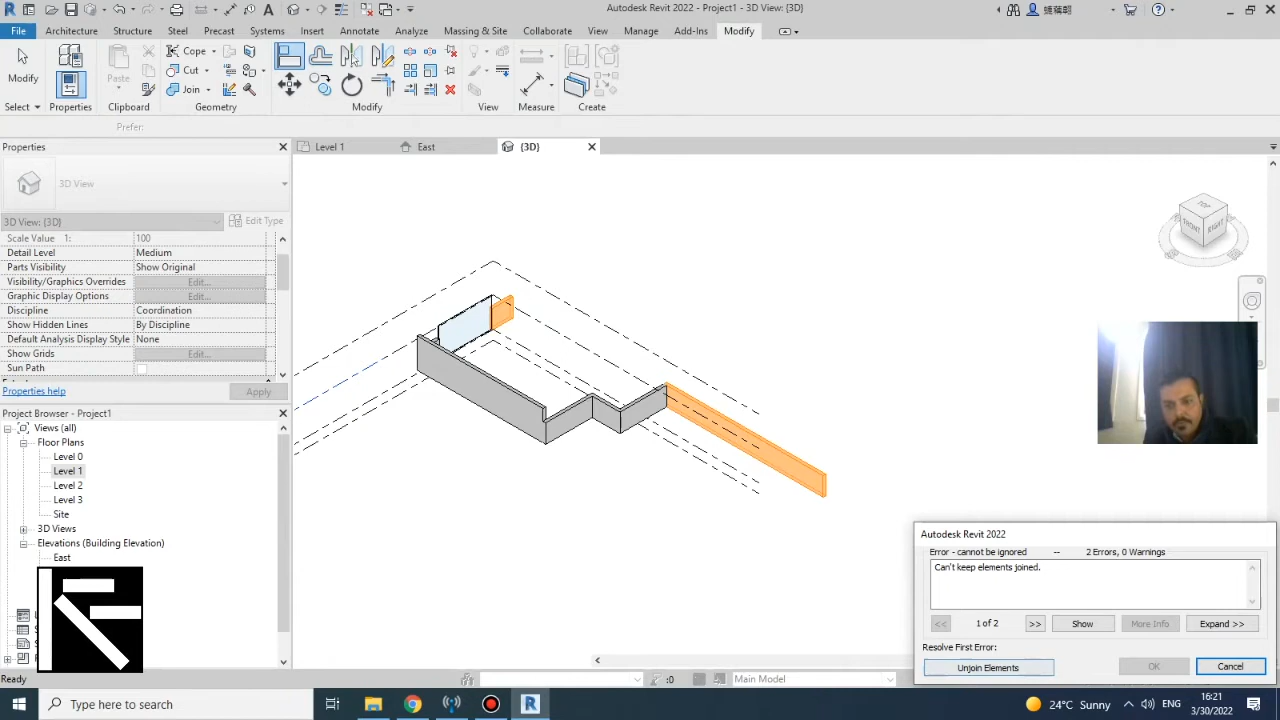 Autodesk Revit 2022 - Project1 - 3D View: {3D}
File Architecture Structure Steel Precast Systems Insert Annotate Analyze Massing & Site Collaborate View Manage Add-Ins Modify
Cope
Cut
Modify Paste Join
Select Properties Clipboard Geometry Modify View Measure Create
Prefer:
Properties
Level 1 East {3D}
3D View
3D View: {3D} Edit Type
Scale Value 1: 100
Detail Level Medium
Parts Visibility Show Original
Visibility/Graphics Overrides Edit...
Graphic Display Options Edit...
Discipline Coordination
Show Hidden Lines By Discipline
Default Analysis Display Style None
Show Grids Edit...
Sun Path
Properties help Apply
Project Browser - Project1
Views (all)
Floor Plans
Level 0
Level 1
Level 2
Level 3
Site
3D Views
Elevations (Building Elevation)
East
TOP
FRONT RIGHT
Autodesk Revit 2022
Error - cannot be ignored -- 2 Errors, 0 Warnings
Can't keep elements joined.
<< 1 of 2 >> Show More Info Expand >>
Resolve First Error:
Unjoin Elements OK Cancel
Ready :0 Main Model
Type here to search 24°C Sunny ENG 16:21
3/30/2022